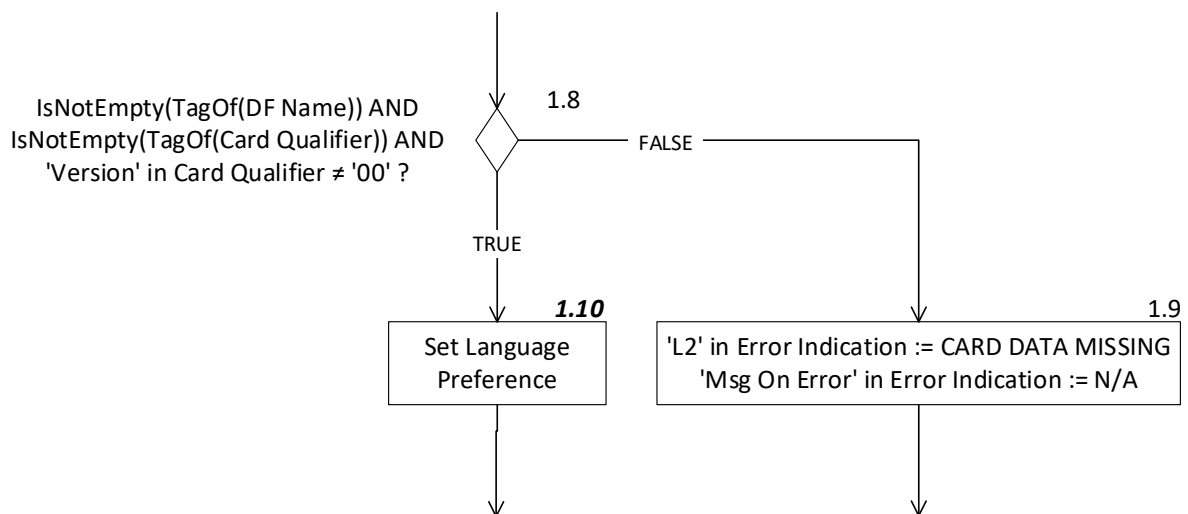 1.8
IsNotEmpty(TagOf(DF Name)) AND
IsNotEmpty(TagOf(Card Qualifier)) AND
'Version' in Card Qualifier ≠ '00' ?
FALSE
TRUE
1.10
Set Language
Preference
1.9
'L2' in Error Indication := CARD DATA MISSING
'Msg On Error' in Error Indication := N/A